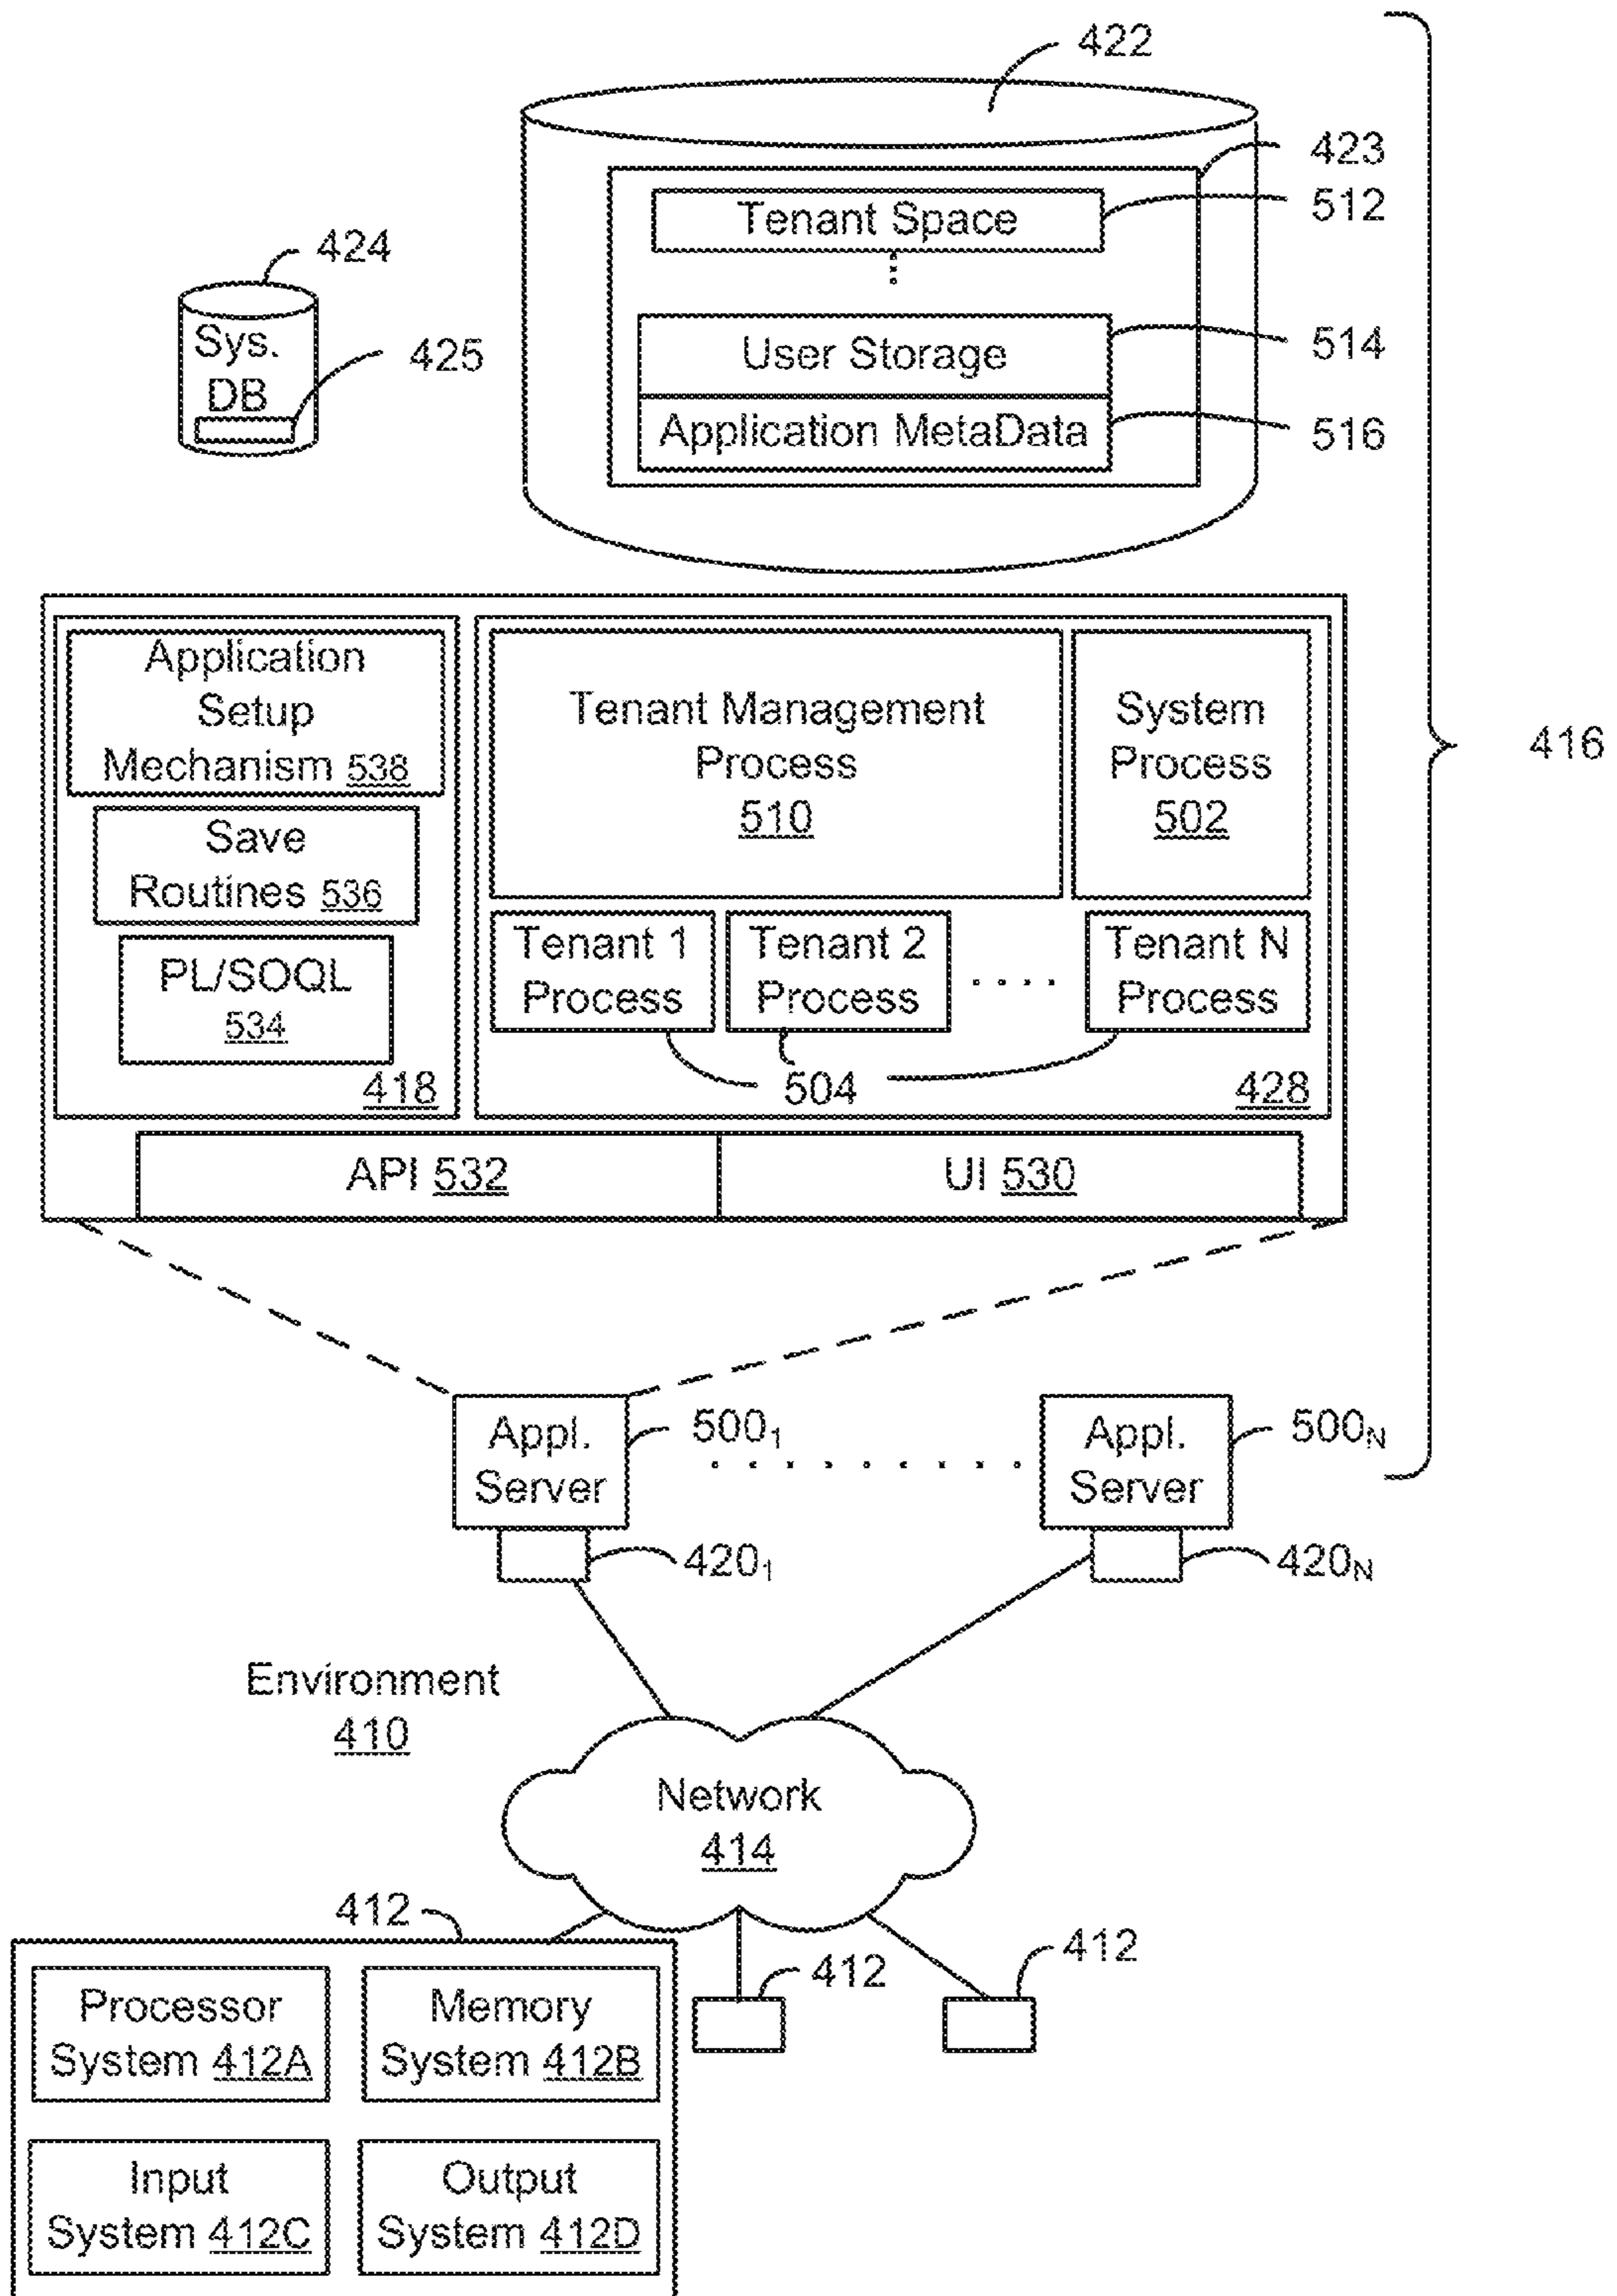 422
423
Tenant Space
512
424
Sys.
DB
425
User Storage
514
Application MetaData
516
Application
Setup
Mechanism 538
Save
Routines 536
PL/SOQL
534
418
Tenant Management
Process
510
System
Process
502
416
Tenant 1
Process
Tenant 2
Process
Tenant N
Process
504
428
API 532
UI 530
Appl.
Server
500₁
Appl.
Server
500N
420₁
420N
Environment
410
Network
414
412
412
412
Processor
System 412A
Memory
System 412B
Input
System 412C
Output
System 412D